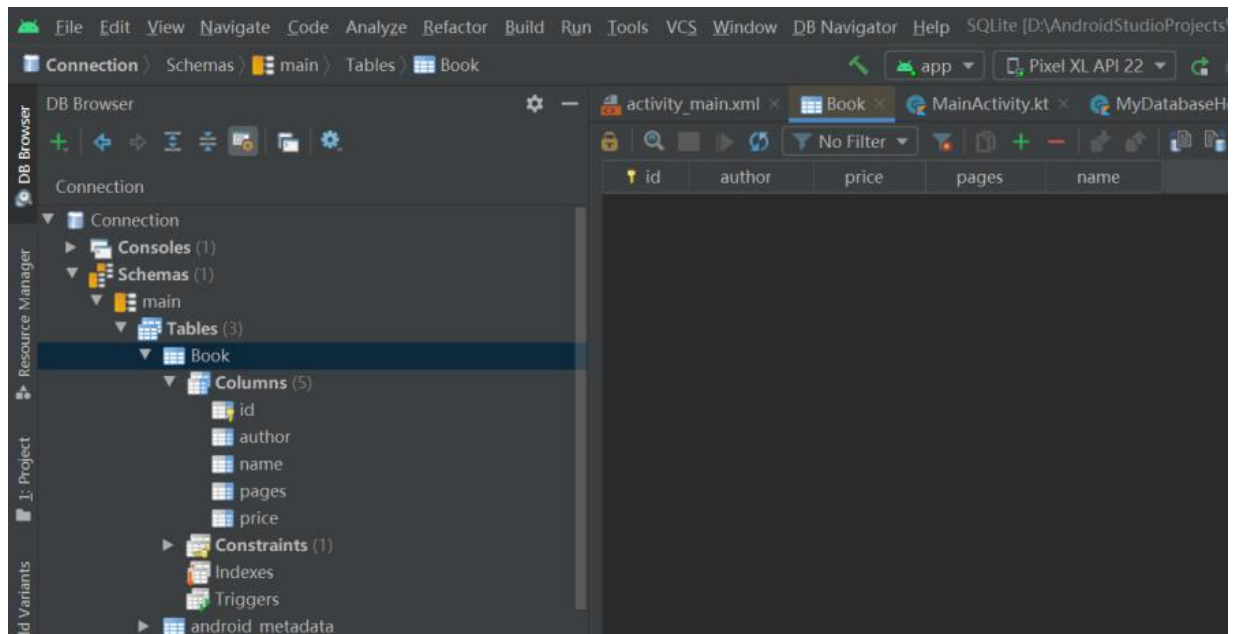 File Edit View Navigate Code Analyze Refactor Build Run Tools VCS Window DB Navigator Help SQLite [D:\AndroidStudioProjects\
Connection Schemas main Tables Book app Pixel XL API 22
DB Browser
activity_main.xml Book MainActivity.kt MyDatabaseH
No Filter
Connection
id author price pages name
Connection
Consoles (1)
Schemas (1)
main
Tables (3)
Book
Columns (5)
id
author
name
pages
price
Constraints (1)
Indexes
Triggers
android_metadata
DB Browser
Resource Manager
1: Project
ld Variants